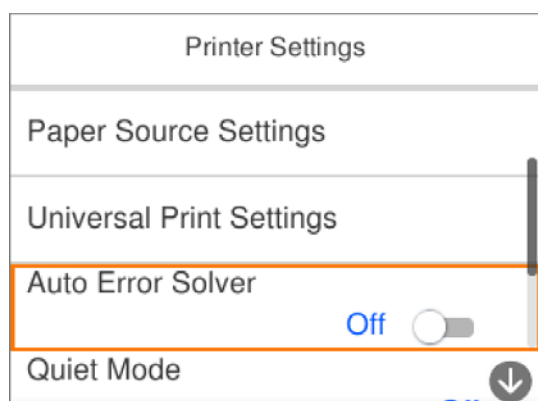 Printer Settings
Paper Source Settings
Universal Print Settings
Auto Error Solver
Off
Quiet Mode